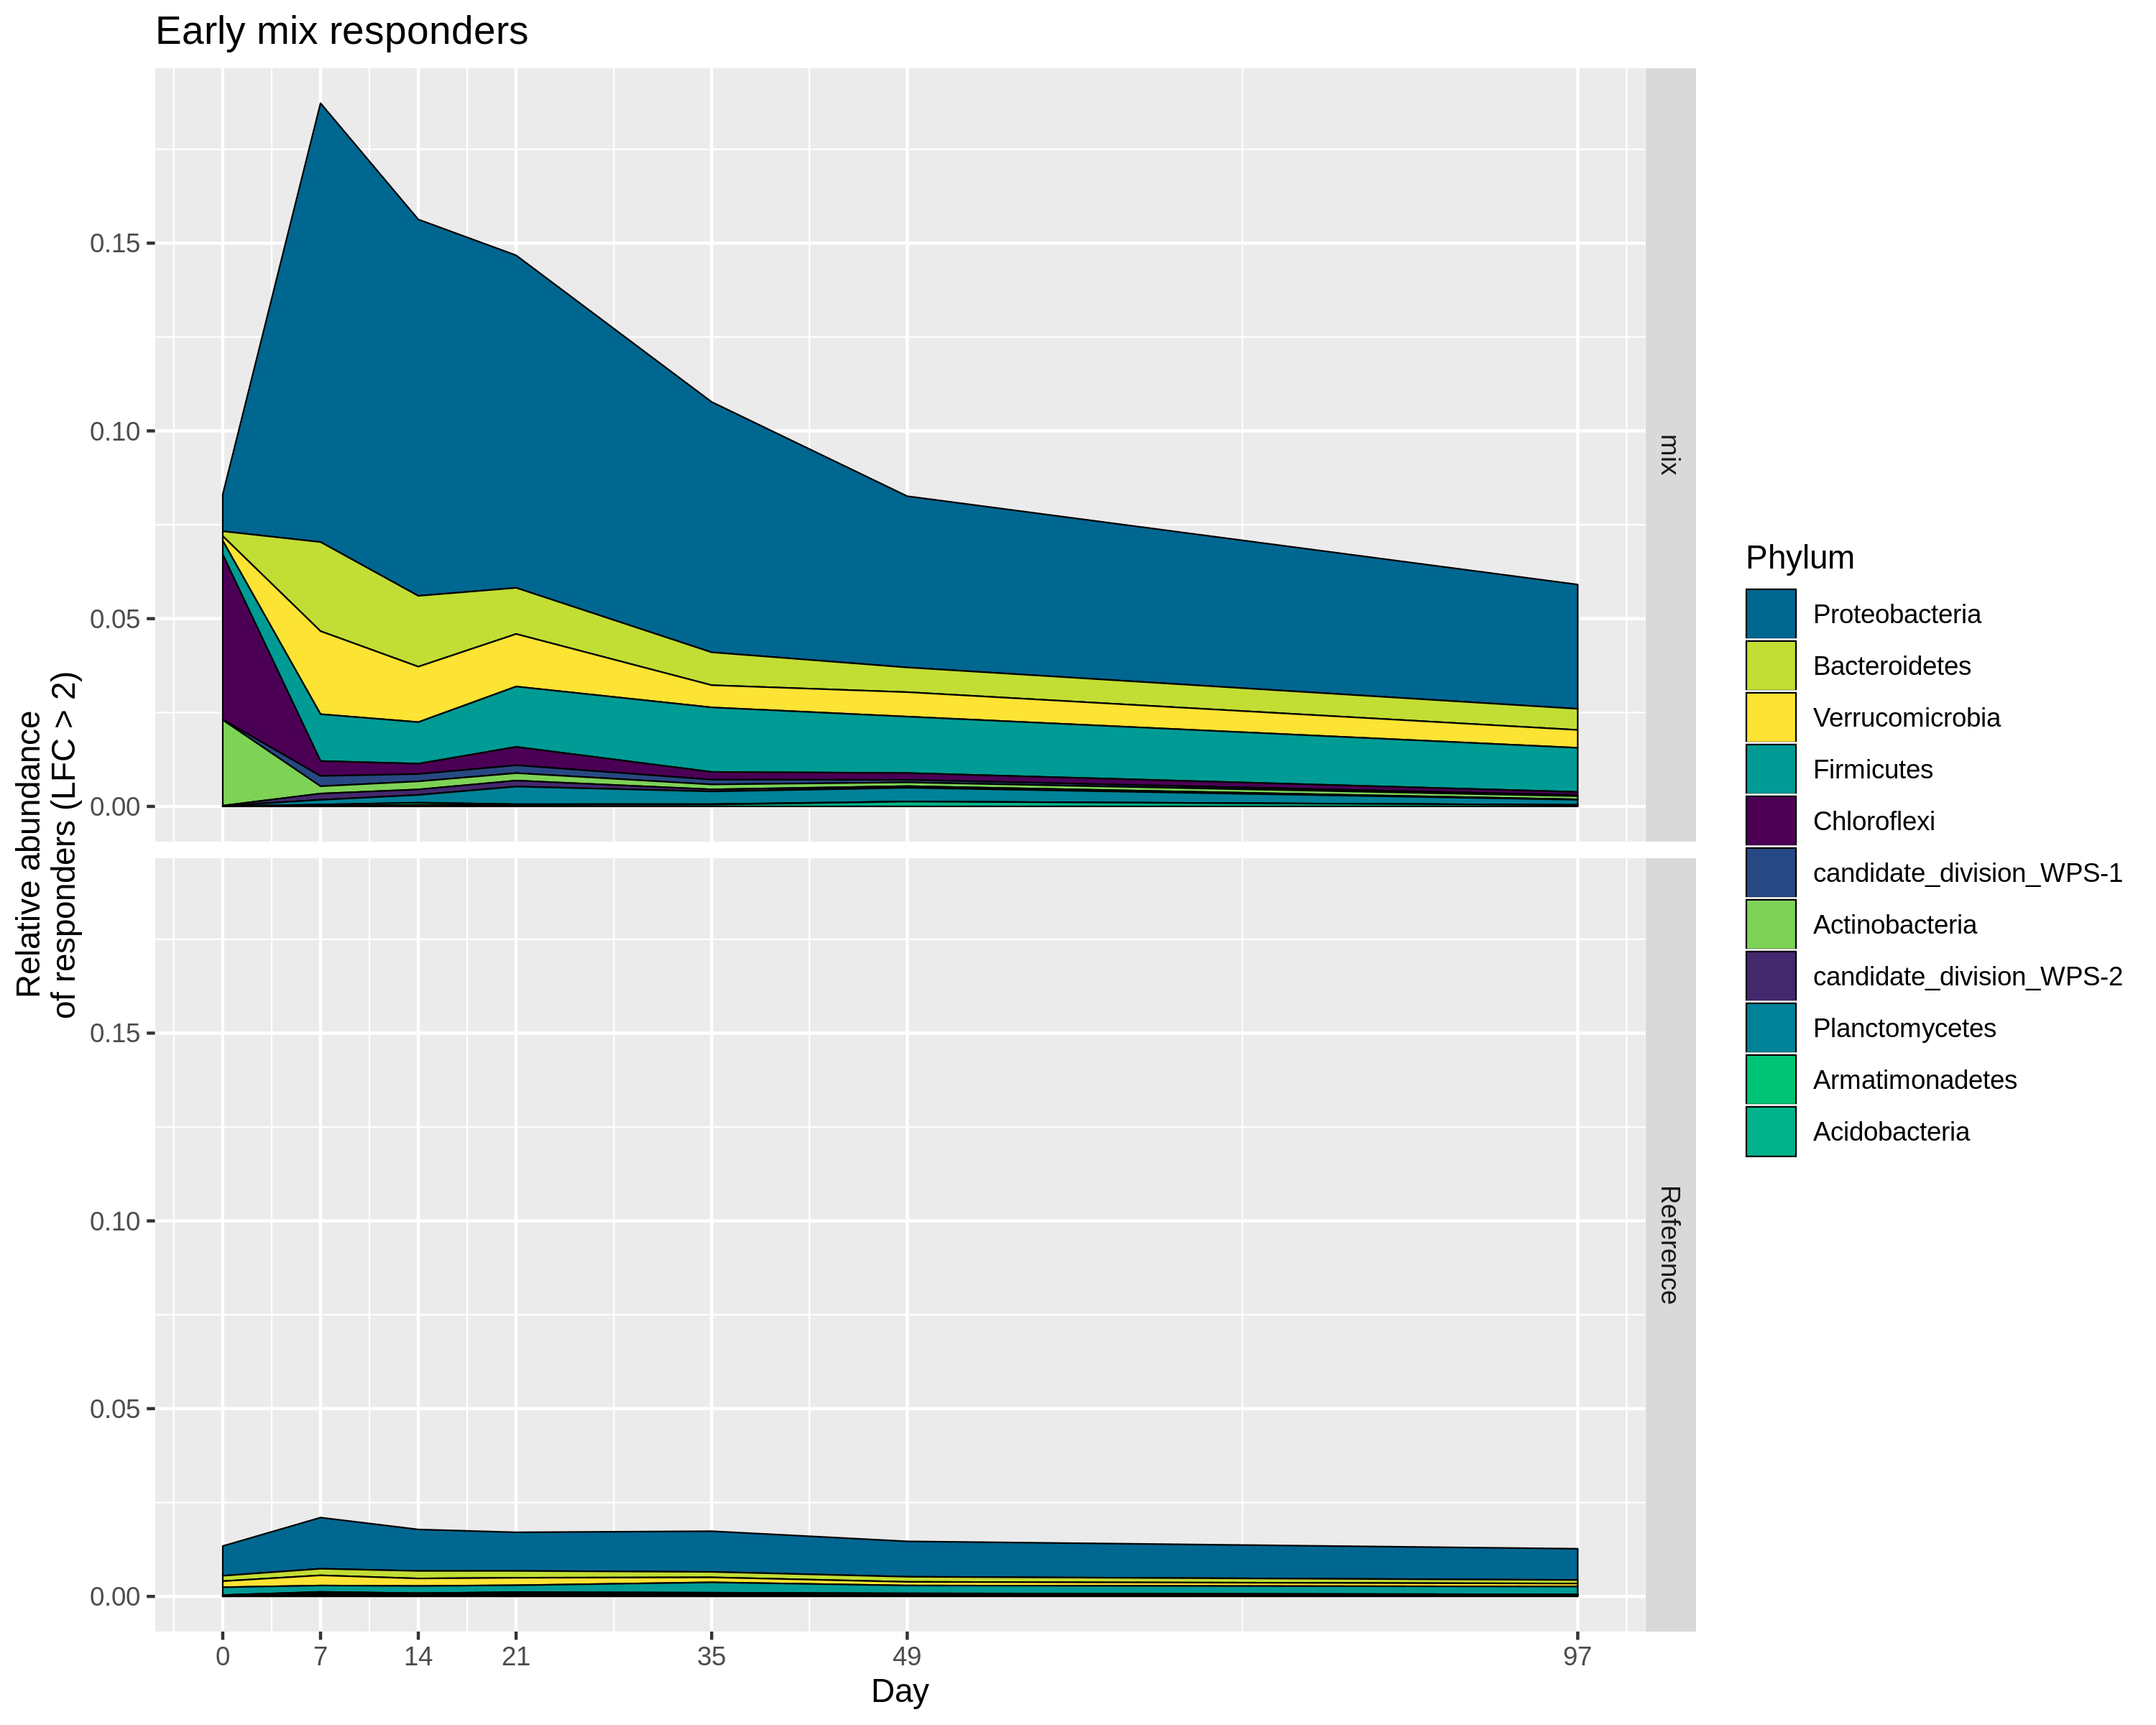 Early mix responders
Relative abundance
of responders (LFC > 2)
0.15
0.10
0.05
0.00
mix
0.15
0.10
0.05
0.00
Reference
0
7
14
21
35
49
97
Day
Phylum
Proteobacteria
Bacteroidetes
Verrucomicrobia
Firmicutes
Chloroflexi
candidate_division_WPS-1
Actinobacteria
candidate_division_WPS-2
Planctomycetes
Armatimonadetes
Acidobacteria